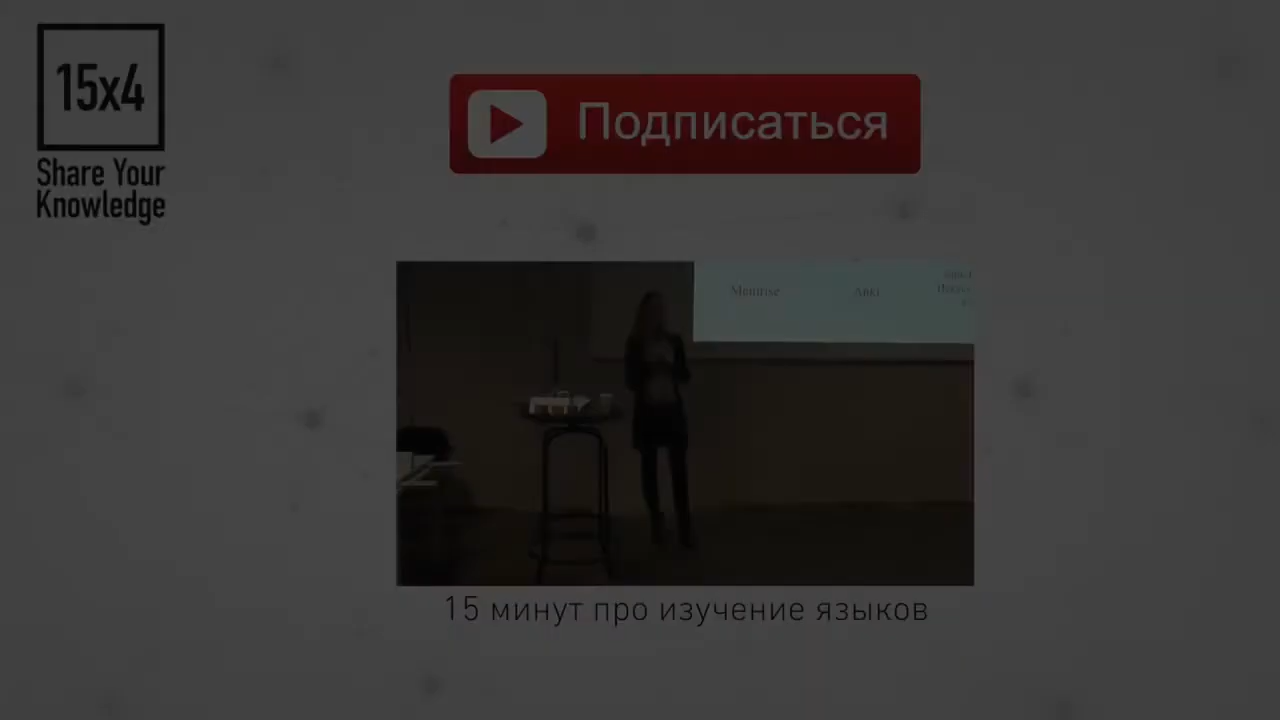 15x4
Share Your
Knowledge
Подписаться
Memrise
Anki
15 минут про изучение языков